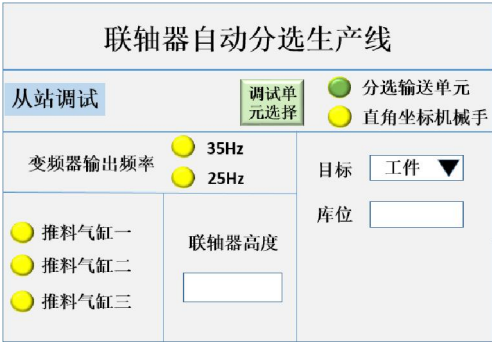 联轴器自动分选生产线
从站调试
调试单
元选择
分选输送单元
直角坐标机械手
变频器输出频率
35Hz
25Hz
目标
工件
库位
推料气缸一
推料气缸二
推料气缸三
联轴器高度